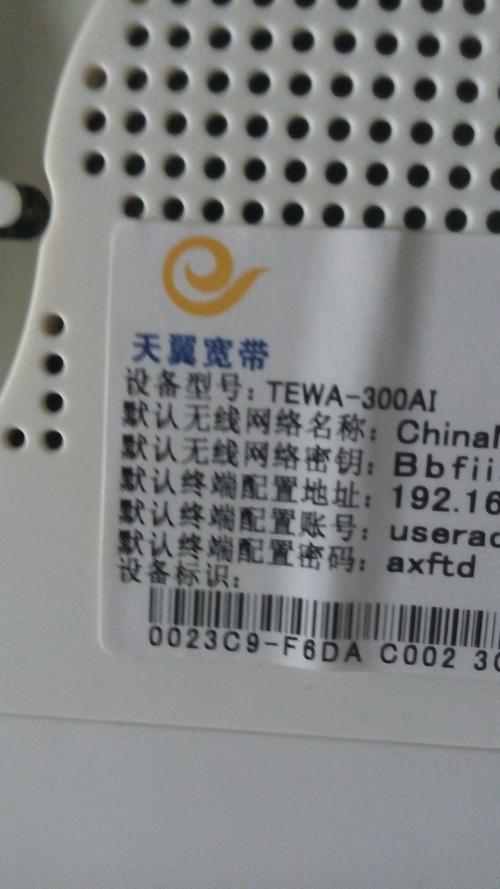 天翼宽带
设备型号: TEWA-300AI
默认无线网络名称: China
默认无线网络密钥: Bbfii
默认终端配置地址: 192.16
默认终端配置账号: userad
默认终端配置密码: axftd
设备标识:
0023C9-F6DA C002 30